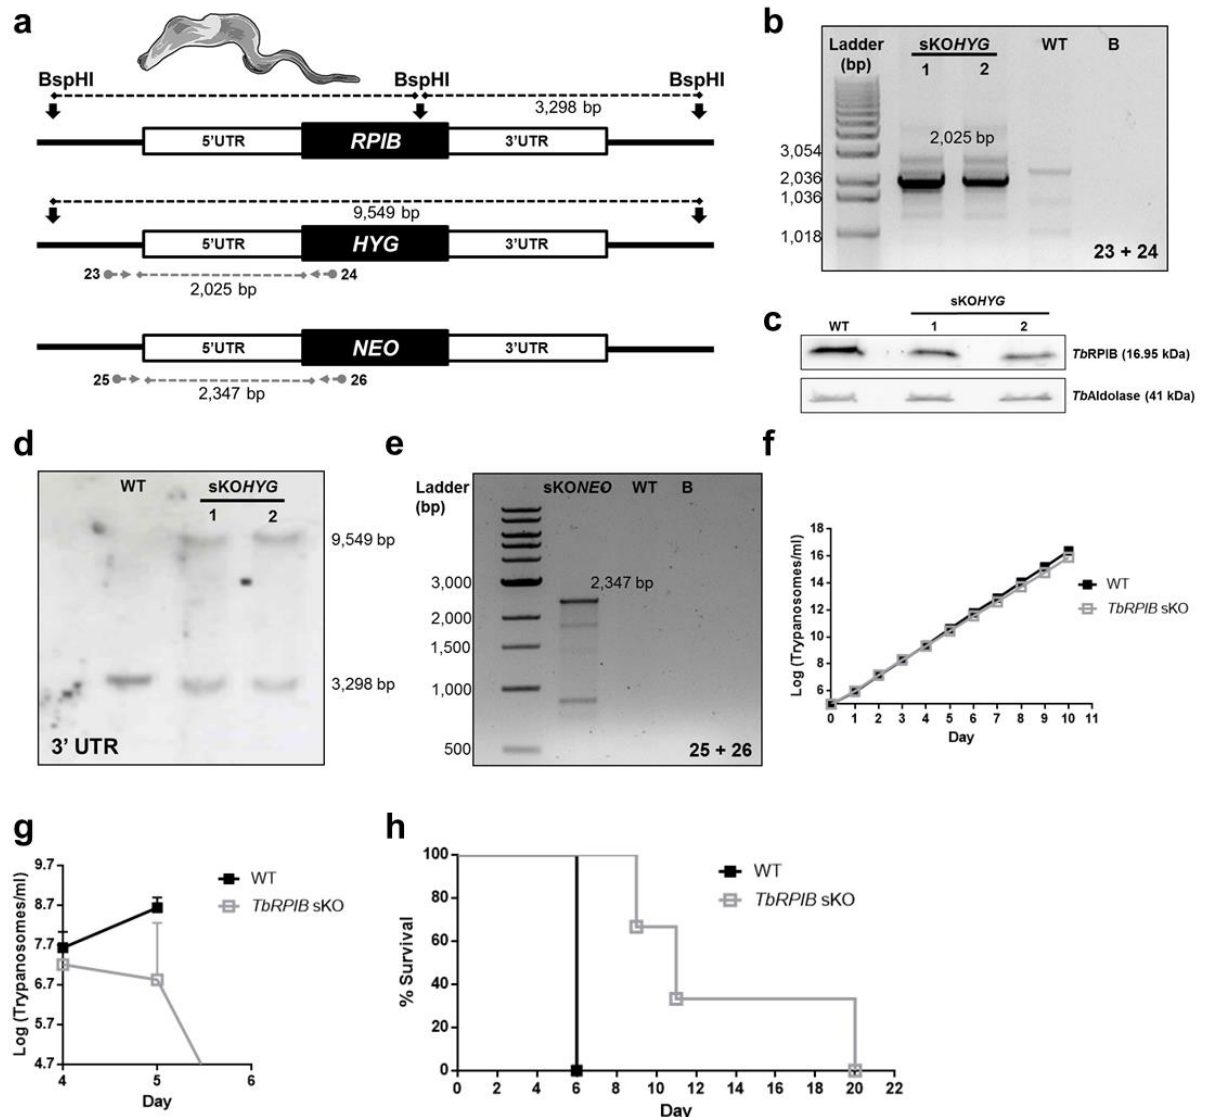 a
BspHI BspHI BspHI
3,298 bp
5'UTR RPIB 3'UTR
9,549 bp
5'UTR HYG 3'UTR
23 24
2,025 bp
5'UTR NEO 3'UTR
25 26
2,347 bp
b
Ladder (bp) sKOHYG WT B
1 2
2,025 bp
3,054
2,036
1,036
1,018
23 + 24
c
sKOHYG
WT 1 2
TbRPIB (16.95 kDa)
TbAldolase (41 kDa)
d
WT sKOHYG
1 2
9,549 bp
3,298 bp
3' UTR
e
Ladder (bp) sKONEO WT B
3,000 2,347 bp
2,000
1,500
1,000
500
25 + 26
f
Log (Trypanosomes/ml)
18
16
14
12
10
8
6
0 1 2 3 4 5 6 7 8 9 10 11
Day
WT
TbRPIB sKO
g
Log (Trypanosomes/ml)
9.7
8.7
7.7
6.7
5.7
4.7
4 5 6
Day
WT
TbRPIB sKO
h
% Survival
100
80
60
40
20
0
0 2 4 6 8 10 12 14 16 18 20 22
Day
WT
TbRPIB sKO